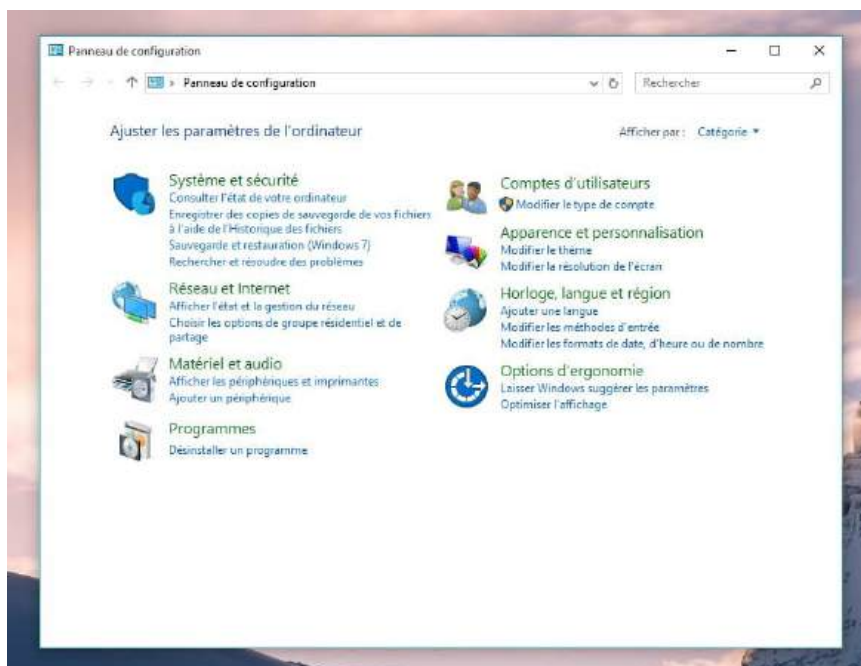 Panneau de configuration
Panneau de configuration
Rechercher
Ajuster les paramètres de l'ordinateur
Afficher par : Catégorie
Système et sécurité
Consulter l'état de votre ordinateur
Enregistrer des copies de sauvegarde de vos fichiers
à l'aide de l'Historique des fichiers
Sauvegarde et restauration (Windows 7)
Rechercher et résoudre des problèmes
Réseau et Internet
Afficher l'état et la gestion du réseau
Choisir les options de groupe résidentiel et de
partage
Matériel et audio
Afficher les périphériques et imprimantes
Ajouter un périphérique
Programmes
Désinstaller un programme
Comptes d'utilisateurs
Modifier le type de compte
Apparence et personnalisation
Modifier le thème
Modifier la résolution de l'écran
Horloge, langue et région
Ajouter une langue
Modifier les méthodes d'entrée
Modifier les formats de date, d'heure ou de nombre
Options d'ergonomie
Laisser Windows suggérer les paramètres
Optimiser l'affichage